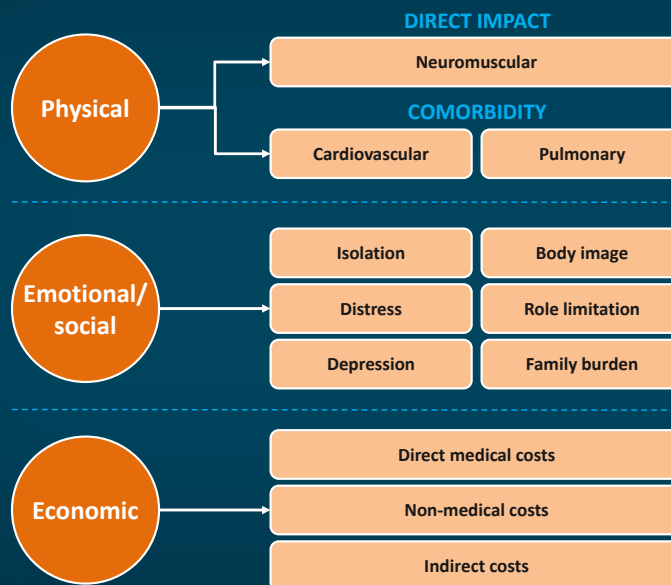 DIRECT IMPACT
Physical
Neuromuscular
COMORBIDITY
Cardiovascular
Pulmonary
Emotional/
social
Isolation
Body image
Distress
Role limitation
Depression
Family burden
Economic
Direct medical costs
Non-medical costs
Indirect costs